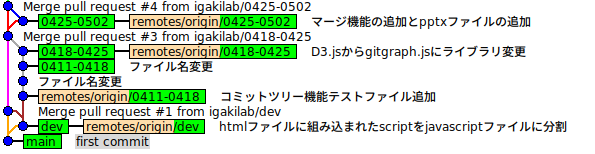 Merge pull request #4 from igakilab/0425-0502
0425-0502 remotes/origin/0425-0502 マージ機能の追加とpptxファイルの追加
Merge pull request #3 from igakilab/0418-0425
0418-0425 remotes/origin/0418-0425 D3.jsからgitgraph.jsにライブラリ変更
0411-0418 ファイル名変更
ファイル名変更
remotes/origin/0411-0418 コミットツリー機能テストファイル追加
Merge pull request #1 from igakilab/dev
dev remotes/origin/dev htmlファイルに組み込まれたscriptをjavascriptファイルに分割
main first commit